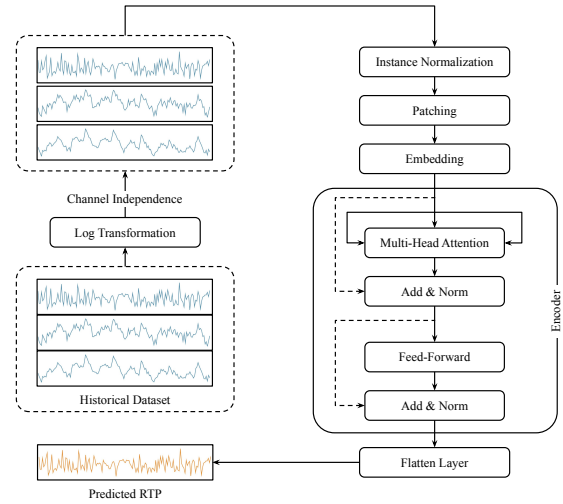 Instance Normalization
Patching
Embedding
Channel Independence
Log Transformation
Multi-Head Attention
Add & Norm
Encoder
Feed-Forward
Historical Dataset
Add & Norm
Flatten Layer
Predicted RTP